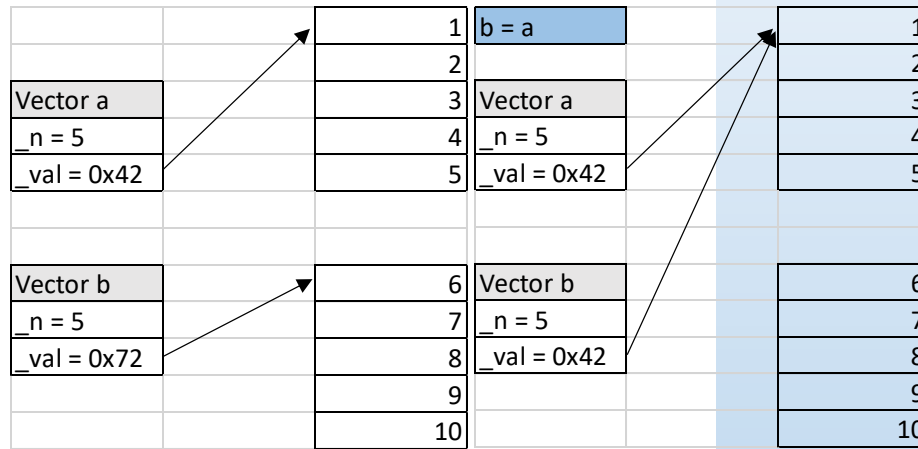 1
2
Vector a 3
_n = 5 4
_val = 0x42 5
Vector b 6
_n = 5 7
_val = 0x72 8
9
10
b = a 1
2
Vector a 3
_n = 5 4
_val = 0x42 5
Vector b 6
_n = 5 7
_val = 0x42 8
9
10